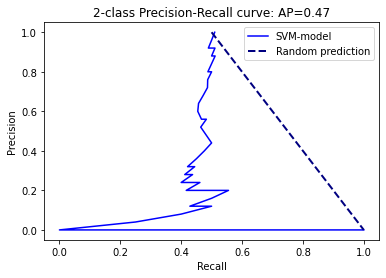 2-class Precision-Recall curve: AP=0.47
SVM-model
Random prediction
Precision
1.0
0.8
0.6
0.4
0.2
0.0
0.0 0.2 0.4 0.6 0.8 1.0
Recall